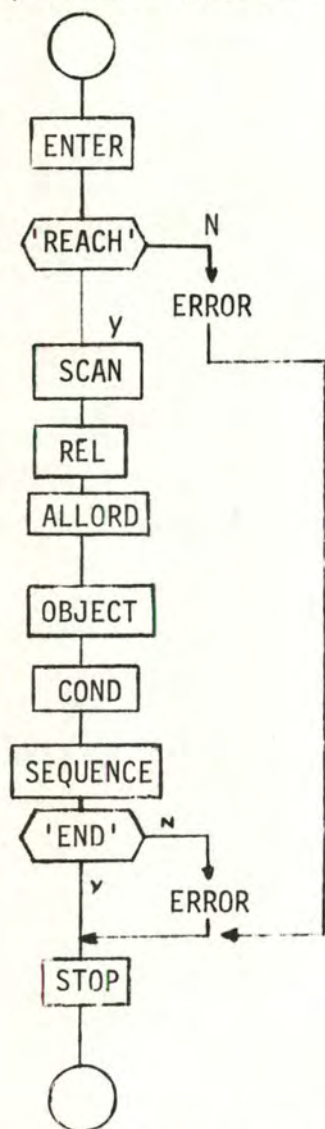 ENTER
'REACH'
N
ERROR
Y
SCAN
REL
ALLORD
OBJECT
COND
SEQUENCE
'END'
N
Y
ERROR
STOP